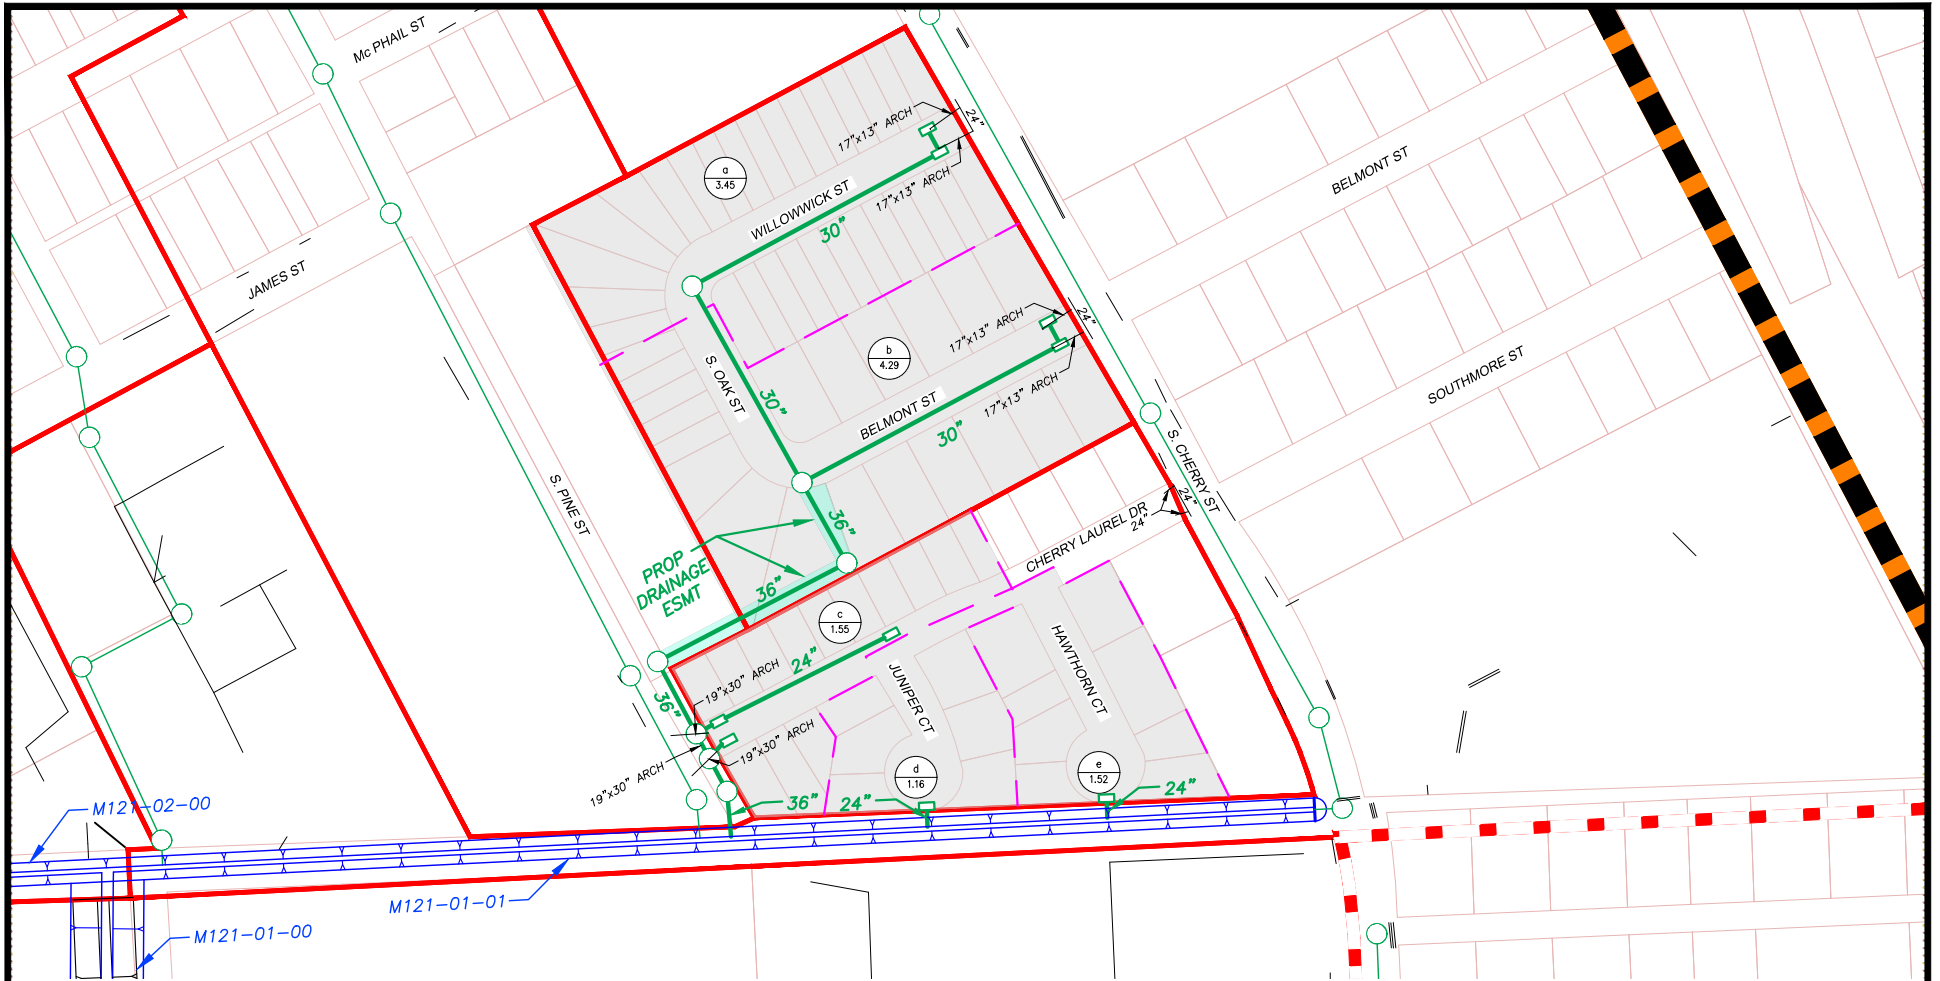 Mc PHAIL ST
JAMES ST
17"x13" ARCH
24"
a
3.45
17"x13" ARCH
WILLOWWICK ST
30"
BELMONT ST
17"x13" ARCH
24"
b
4.29
S. OAK ST
30"
17"x13" ARCH
BELMONT ST
30"
SOUTHMORE ST
S. CHERRY ST
S. PINE ST
24"
24"
36"
CHERRY LAUREL DR
PROP
DRAINAGE
ESMT
36"
c
1.55
24"
19"x30" ARCH
36"
JUNIPER CT
HAWTHORN CT
19"x30" ARCH
19"x30" ARCH
d
1.16
e
1.52
36"
24"
24"
M121-02-00
M121-01-01
M121-01-00